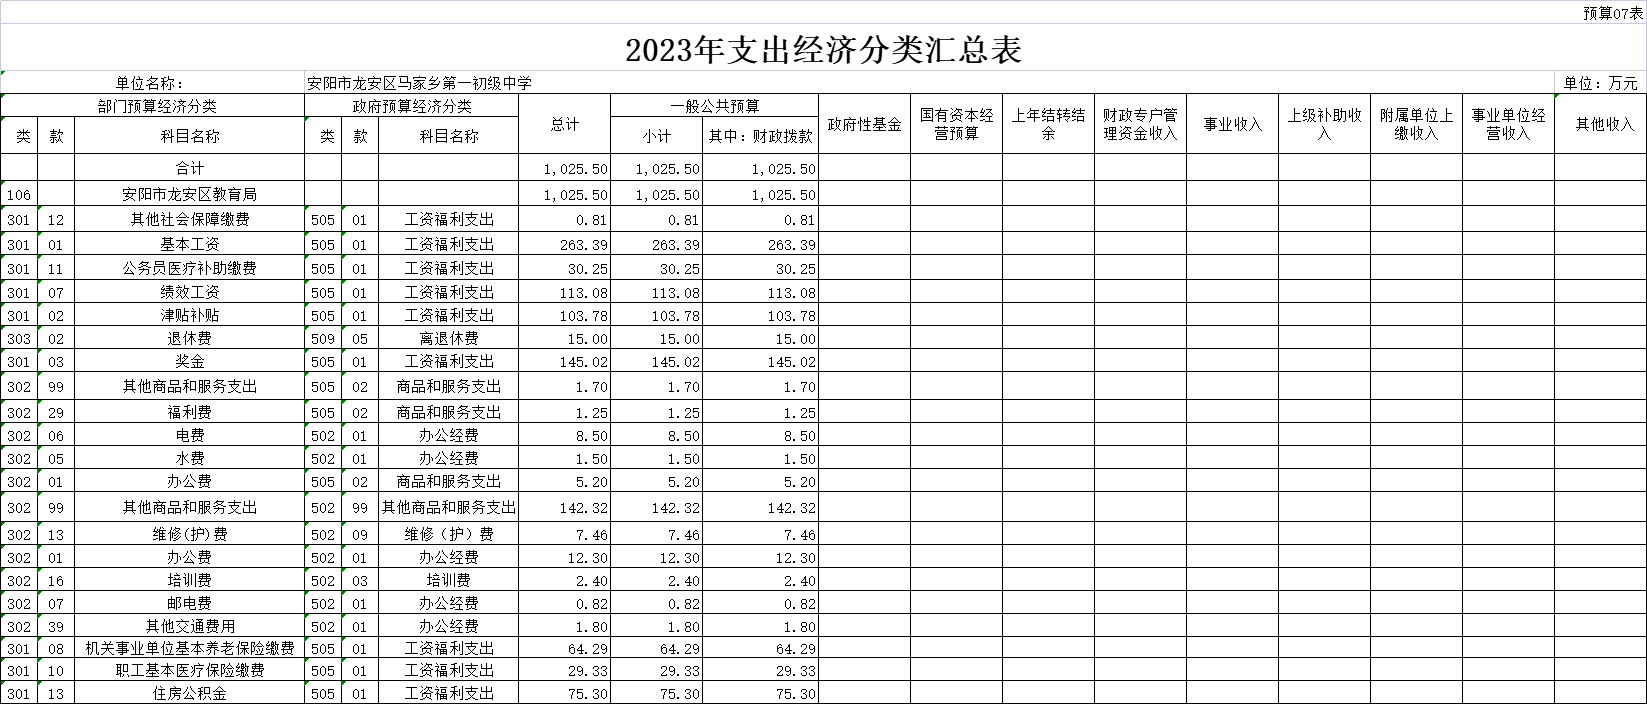 预算07表
2023年支出经济分类汇总表
单位名称： 安阳市龙安区马家乡第一初级中学 单位：万元
部门预算经济分类 政府预算经济分类 总计 一般公共预算 政府性基金 国有资本经营预算 上年结转结余 财政专户管理资金收入 事业收入 上级补助收入 附属单位上缴收入 事业单位经营收入 其他收入
类 款 科目名称 类 款 科目名称 小计 其中：财政拨款
合计 1,025.50 1,025.50 1,025.50
106 安阳市龙安区教育局 1,025.50 1,025.50 1,025.50
301 12 其他社会保障缴费 505 01 工资福利支出 0.81 0.81 0.81
301 01 基本工资 505 01 工资福利支出 263.39 263.39 263.39
301 11 公务员医疗补助缴费 505 01 工资福利支出 30.25 30.25 30.25
301 07 绩效工资 505 01 工资福利支出 113.08 113.08 113.08
301 02 津贴补贴 505 01 工资福利支出 103.78 103.78 103.78
303 02 退休费 509 05 离退休费 15.00 15.00 15.00
301 03 奖金 505 01 工资福利支出 145.02 145.02 145.02
302 99 其他商品和服务支出 505 02 商品和服务支出 1.70 1.70 1.70
302 29 福利费 505 02 商品和服务支出 1.25 1.25 1.25
302 06 电费 502 01 办公经费 8.50 8.50 8.50
302 05 水费 502 01 办公经费 1.50 1.50 1.50
302 01 办公费 505 02 商品和服务支出 5.20 5.20 5.20
302 99 其他商品和服务支出 502 99 其他商品和服务支出 142.32 142.32 142.32
302 13 维修(护)费 502 09 维修（护）费 7.46 7.46 7.46
302 01 办公费 502 01 办公经费 12.30 12.30 12.30
302 16 培训费 502 03 培训费 2.40 2.40 2.40
302 07 邮电费 502 01 办公经费 0.82 0.82 0.82
302 39 其他交通费用 502 01 办公经费 1.80 1.80 1.80
301 08 机关事业单位基本养老保险缴费 505 01 工资福利支出 64.29 64.29 64.29
301 10 职工基本医疗保险缴费 505 01 工资福利支出 29.33 29.33 29.33
301 13 住房公积金 505 01 工资福利支出 75.30 75.30 75.30